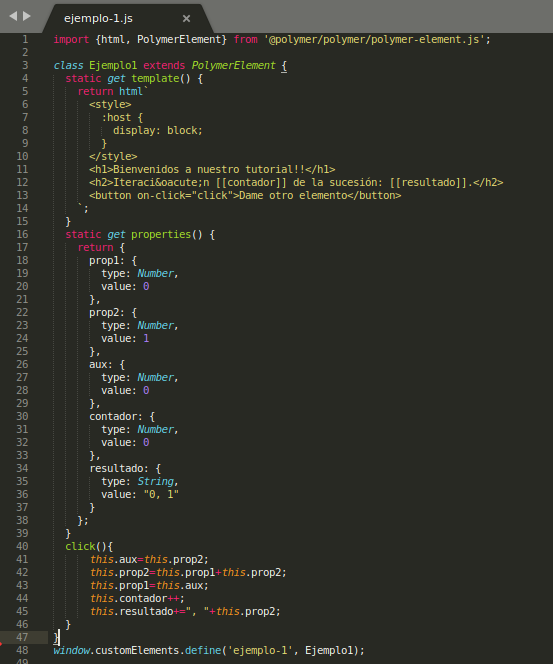 ejemplo-1.js ×
1 import {html, PolymerElement} from '@polymer/polymer/polymer-element.js';
2
3 class Ejemplo1 extends PolymerElement {
4   static get template() {
5     return html`
6       <style>
7         :host {
8           display: block;
9         }
10       </style>
11       <h1>Bienvenidos a nuestro tutorial!!</h1>
12       <h2>Iteraci&oacute;n [[contador]] de la sucesión: [[resultado]].</h2>
13       <button on-click="click">Dame otro elemento</button>
14     `;
15   }
16   static get properties() {
17     return {
18       prop1: {
19         type: Number,
20         value: 0
21       },
22       prop2: {
23         type: Number,
24         value: 1
25       },
26       aux: {
27         type: Number,
28         value: 0
29       },
30       contador: {
31         type: Number,
32         value: 0
33       },
34       resultado: {
35         type: String,
36         value: "0, 1"
37       }
38     };
39   }
40   click(){
41       this.aux=this.prop2;
42       this.prop2=this.prop1+this.prop2;
43       this.prop1=this.aux;
44       this.contador++;
45       this.resultado+=", "+this.prop2;
46   }
47 }
48 window.customElements.define('ejemplo-1', Ejemplo1);
49